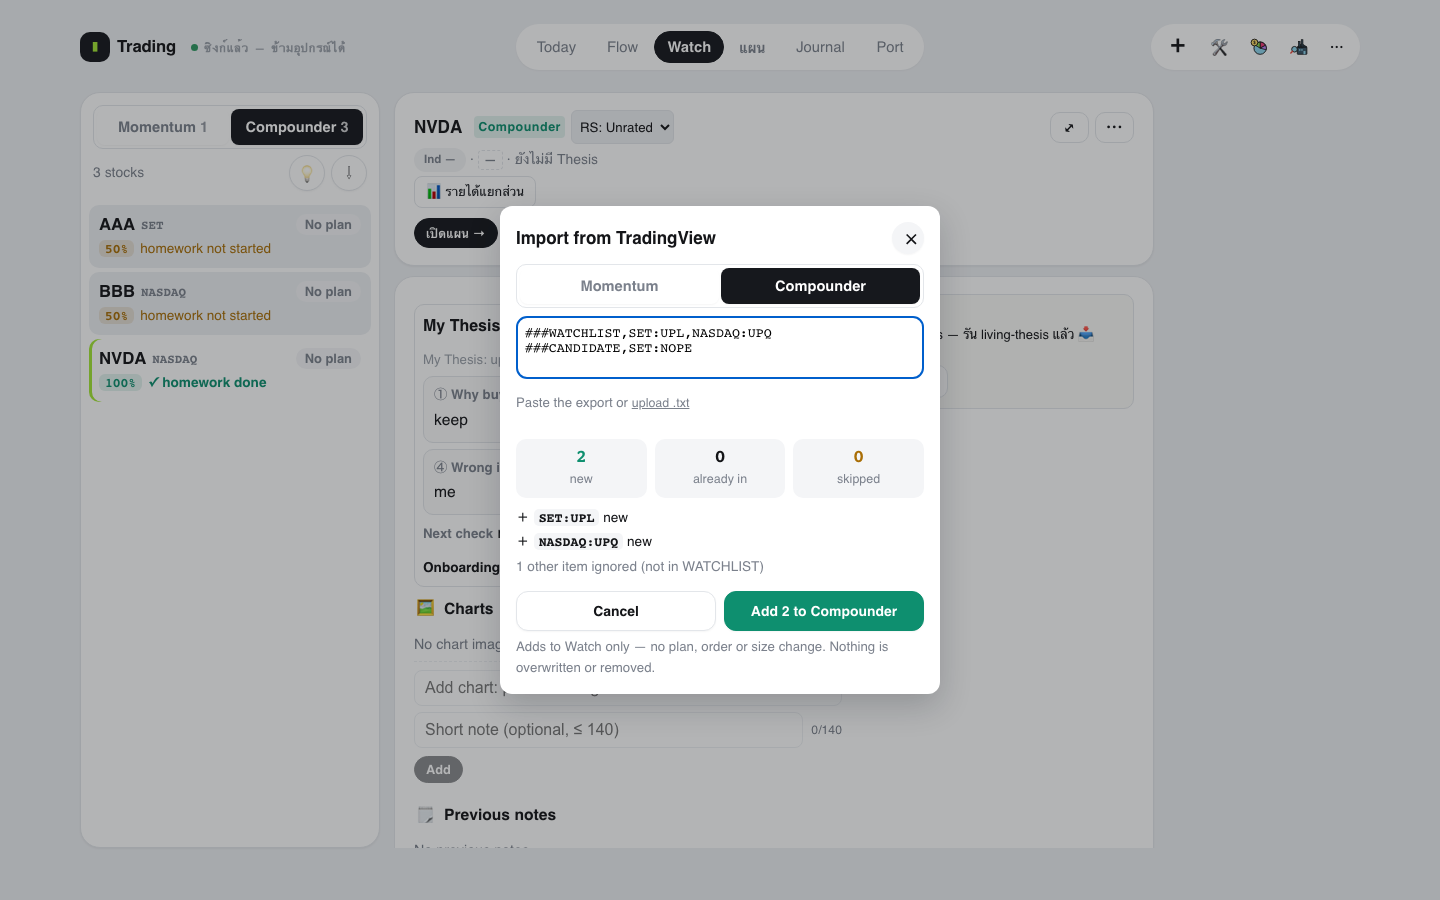 Trading
ซิงก์แล้ว — ข้ามอุปกรณ์ได้
Today
Flow
Watch
แผน
Journal
Port
Momentum 1
Compounder 3
3 stocks
AAA SET
No plan
50% homework not started
BBB NASDAQ
No plan
50% homework not started
NVDA NASDAQ
No plan
100% ✓ homework done
NVDA Compounder RS: Unrated
Ind — · — · ยังไม่มี Thesis
รายได้แยกส่วน
เปิดแผน →
My Thesis
— รัน living-thesis แล้ว
① Why
keep
④ Wrong
me
Next check
Onboarding
Charts
Add chart:
Short note (optional, ≤ 140)
0/140
Add
Previous notes
Import from TradingView
Momentum
Compounder
###WATCHLIST,SET:UPL,NASDAQ:UPQ
###CANDIDATE,SET:NOPE
Paste the export or upload .txt
2
new
0
already in
0
skipped
+ SET:UPL new
+ NASDAQ:UPQ new
1 other item ignored (not in WATCHLIST)
Cancel
Add 2 to Compounder
Adds to Watch only — no plan, order or size change. Nothing is
overwritten or removed.